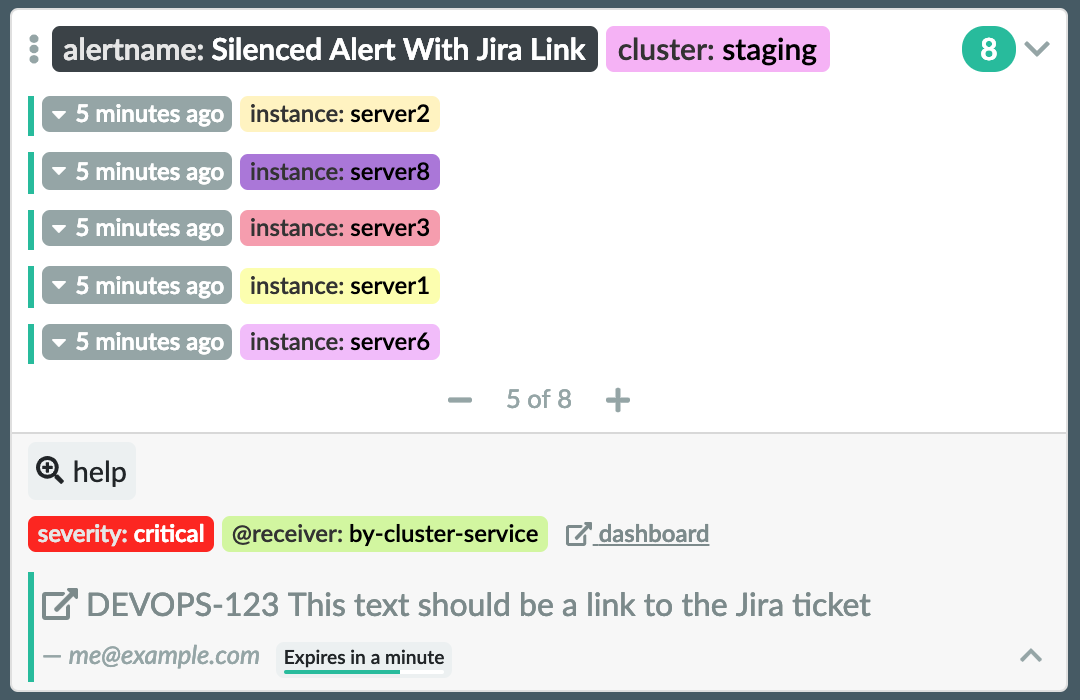 alertname: Silenced Alert With Jira Link cluster: staging 8
5 minutes ago instance: server2
5 minutes ago instance: server8
5 minutes ago instance: server3
5 minutes ago instance: server1
5 minutes ago instance: server6
5 of 8
help
severity: critical @receiver: by-cluster-service dashboard
DEVOPS-123 This text should be a link to the Jira ticket
— me@example.com Expires in a minute